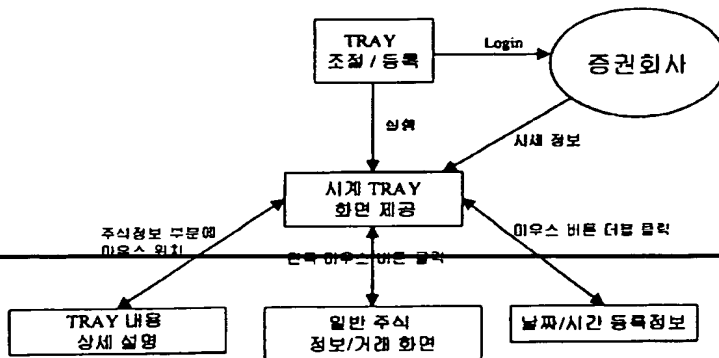 TRAY
조절 / 등록
Login
증권회사
실행
시세 정보
시계 TRAY
화면 제공
주식정보 부분에
마우스 위치
마우스 버튼 더블 클릭
왼쪽 마우스 버튼 클릭
TRAY 내용
상세 설명
일반 주식
정보/거래 화면
날짜/시간 등록정보